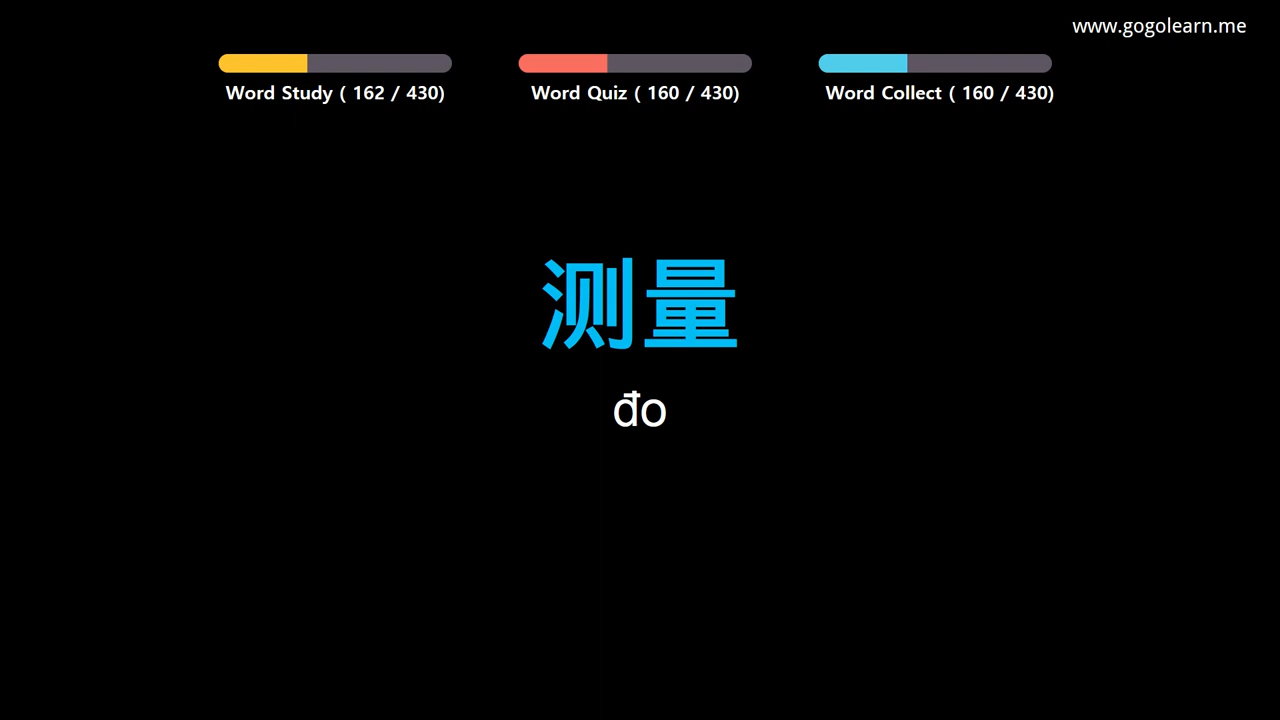 www.gogolearn.me
Word Study ( 162 / 430)
Word Quiz ( 160 / 430)
Word Collect ( 160 / 430)
测量
đo